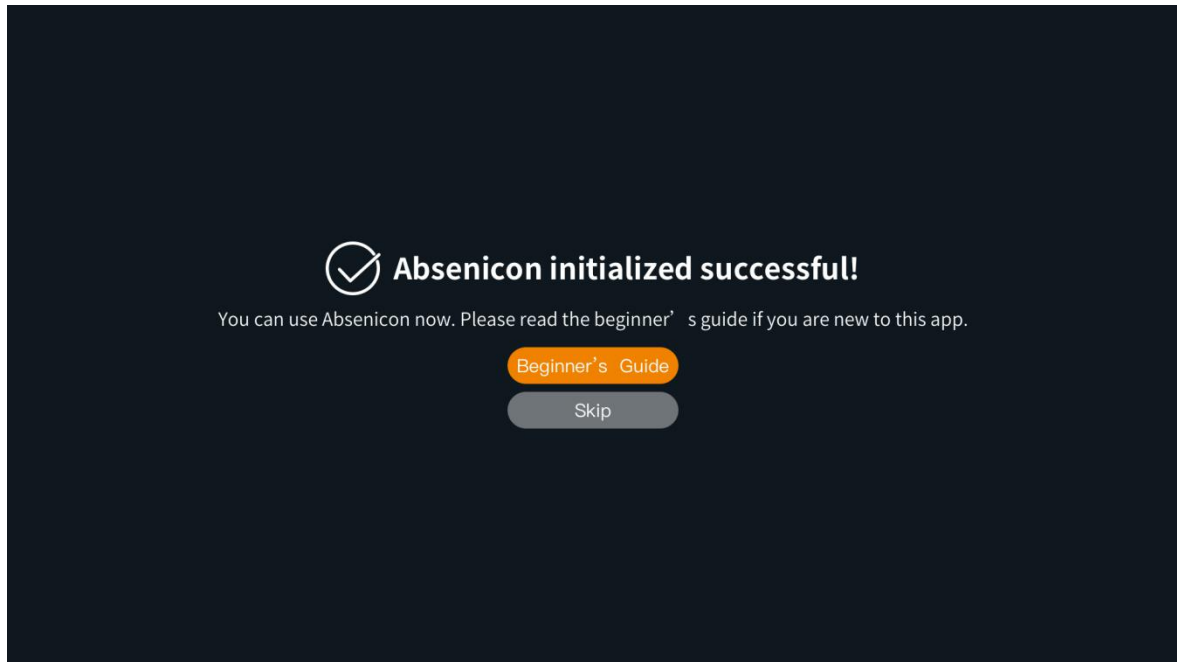 Absenicon initialized successful!
You can use Absenicon now. Please read the beginner’ s guide if you are new to this app.
Beginner’s Guide
Skip